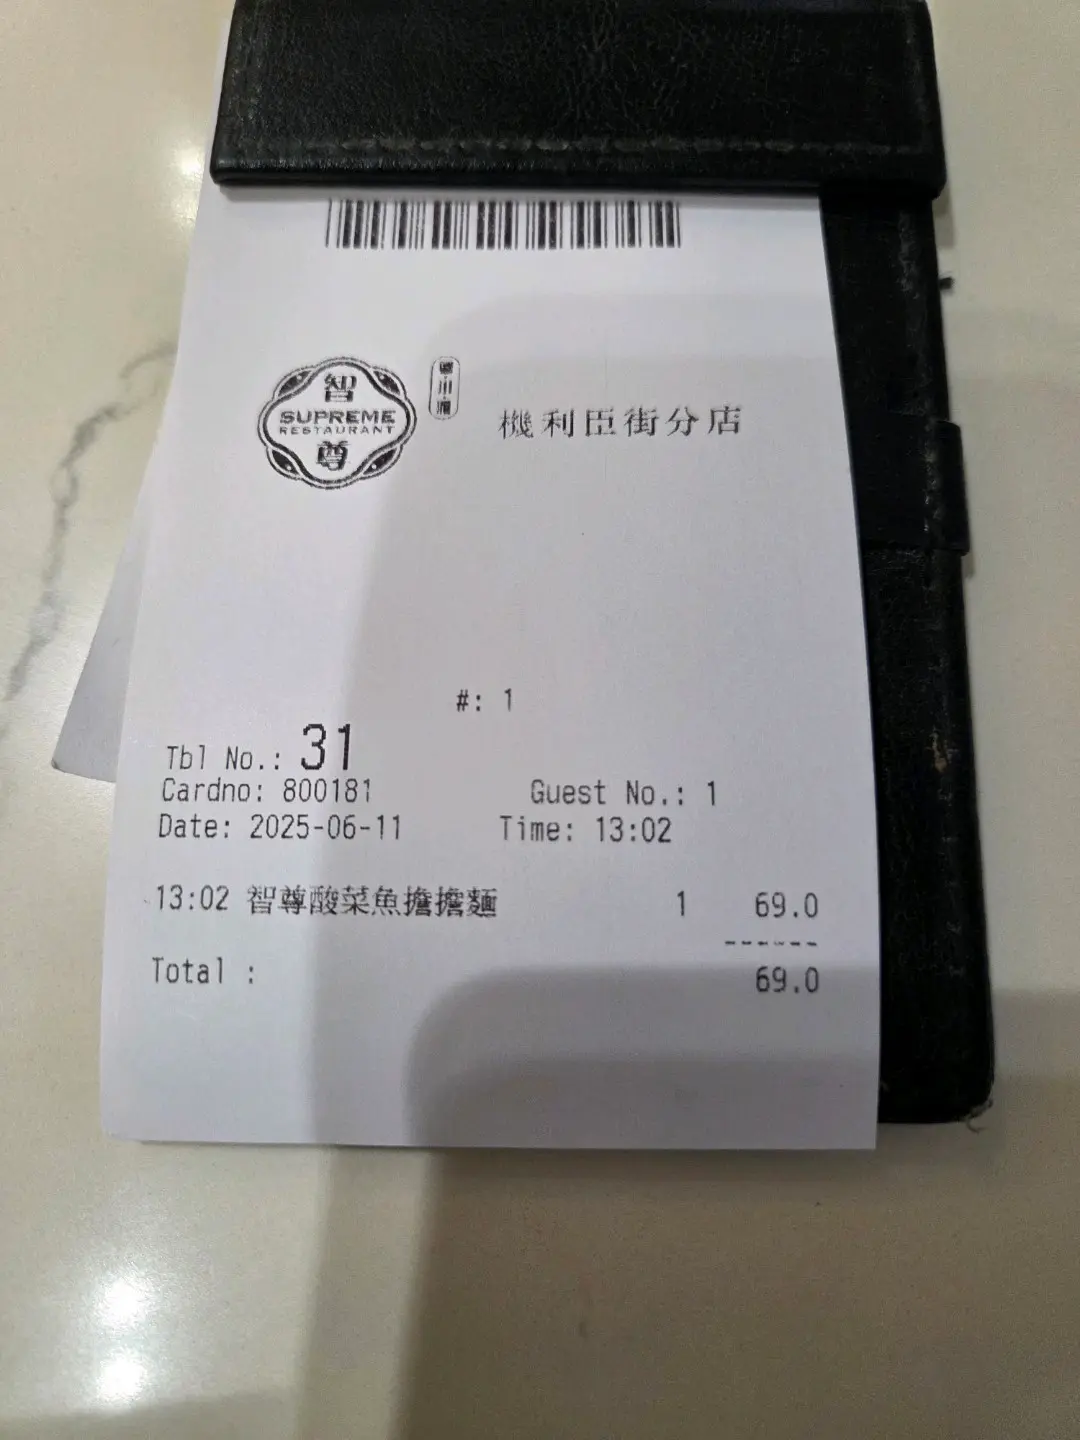 智
SUPREME
RESTAURANT
尊
機利臣街分店
#: 1
Tbl No.: 31
Cardno: 800181 Guest No.: 1
Date: 2025-06-11 Time: 13:02
13:02 智尊酸菜魚擔擔麵 1 69.0
------
Total : 69.0